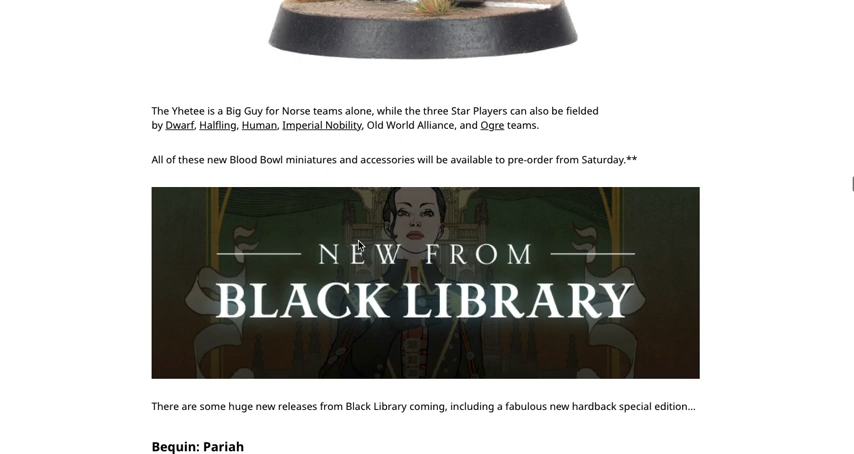 The Yhetee is a Big Guy for Norse teams alone, while the three Star Players can also be fielded
by Dwarf, Halfling, Human, Imperial Nobility, Old World Alliance, and Ogre teams.
All of these new Blood Bowl miniatures and accessories will be available to pre-order from Saturday.**
NEW FROM
BLACK LIBRARY
There are some huge new releases from Black Library coming, including a fabulous new hardback special edition…
Bequin: Pariah